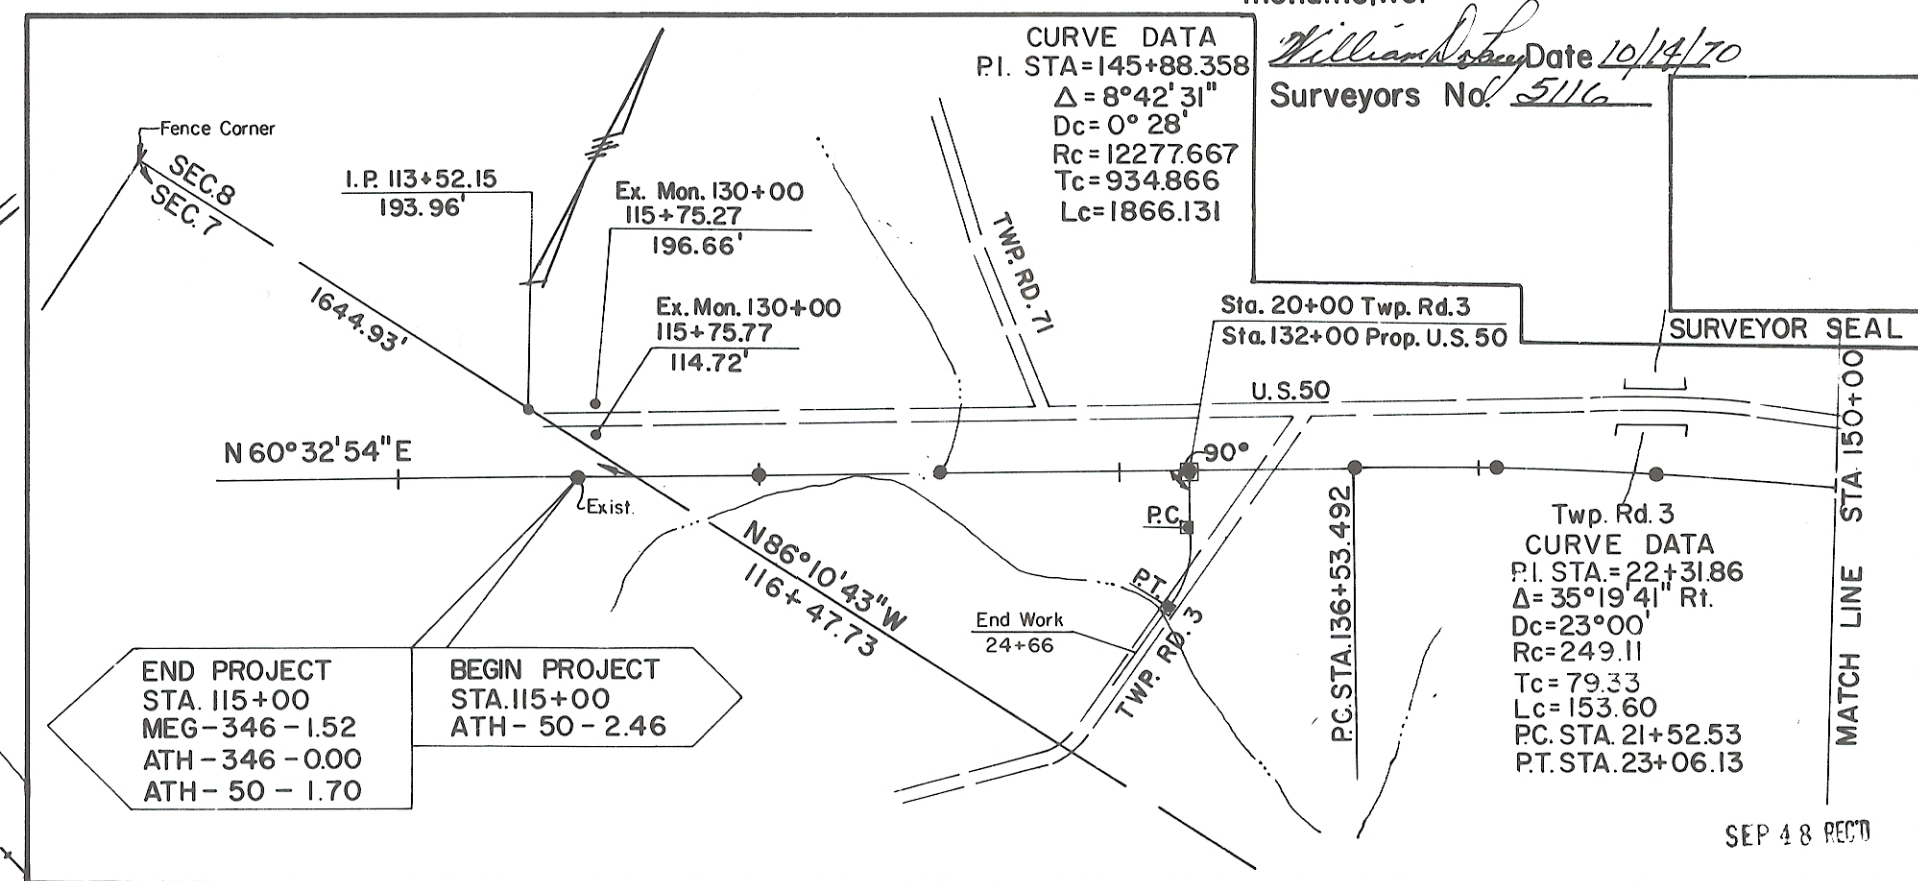 CURVE DATA
P.I. STA=145+88.358
Δ=8°42'31"
Dc=0°28'
Rc=12277.667
Tc=934.866
Lc=1866.131
Date 10/14/70
Surveyors No. 5116
SURVEYOR SEAL
Fence Corner
SEC.8
SEC.7
1644.93'
I.P. 113+52.15
193.96'
Ex. Mon. 130+00
115+75.27
196.66'
Ex. Mon. 130+00
115+75.77
114.72'
TWP. RD. 71
Sta. 20+00 Twp. Rd.3
Sta.132+00 Prop. U.S. 50
U.S.50
N 60°32'54"E
Exist.
90°
P.C.
P.T.
N86°10'43"W
116+47.73
End Work
24+66
TWP. RD. 3
P.C.STA.136+53.492
MATCH LINE STA 150+00
Twp. Rd. 3
CURVE DATA
P.I. STA.=22+31.86
Δ=35°19'41" Rt.
Dc=23°00'
Rc=249.11
Tc=79.33
Lc=153.60
P.C. STA. 21+52.53
P.T. STA. 23+06.13
END PROJECT
STA. 115+00
MEG-346-1.52
ATH-346-0.00
ATH-50-1.70
BEGIN PROJECT
STA.115+00
ATH-50-2.46
SEP 18 REC'D